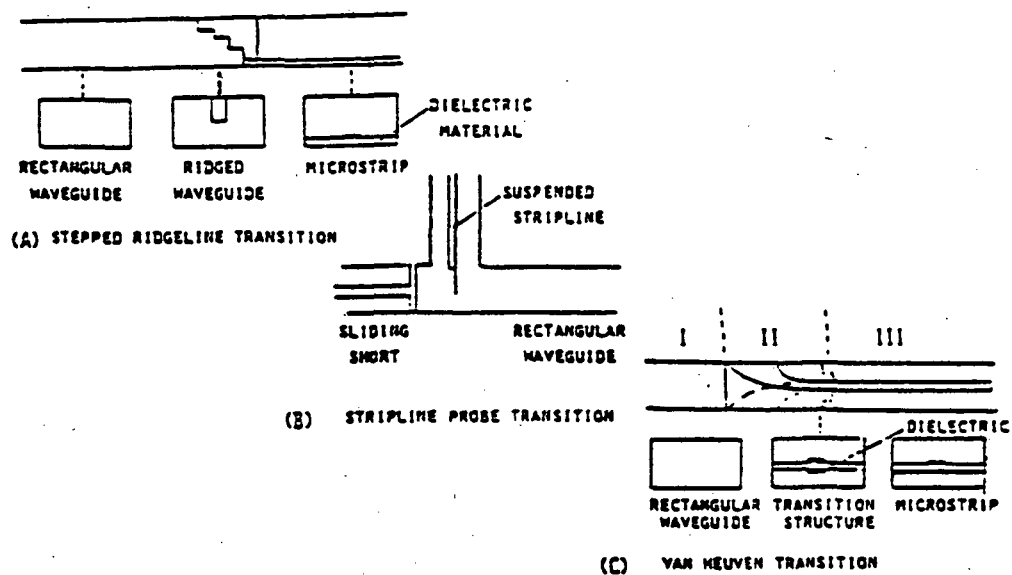 DIELECTRIC
MATERIAL
RECTANGULAR
WAVEGUIDE
RIDGED
WAVEGUIDE
MICROSTRIP
(A) STEPPED RIDGELINE TRANSITION
SUSPENDED
STRIPLINE
SLIDING
SHORT
RECTANGULAR
WAVEGUIDE
(B) STRIPLINE PROBE TRANSITION
I II III
DIELECTRIC
RECTANGULAR
WAVEGUIDE
TRANSITION
STRUCTURE
MICROSTRIP
(C) VAN HEUVEN TRANSITION